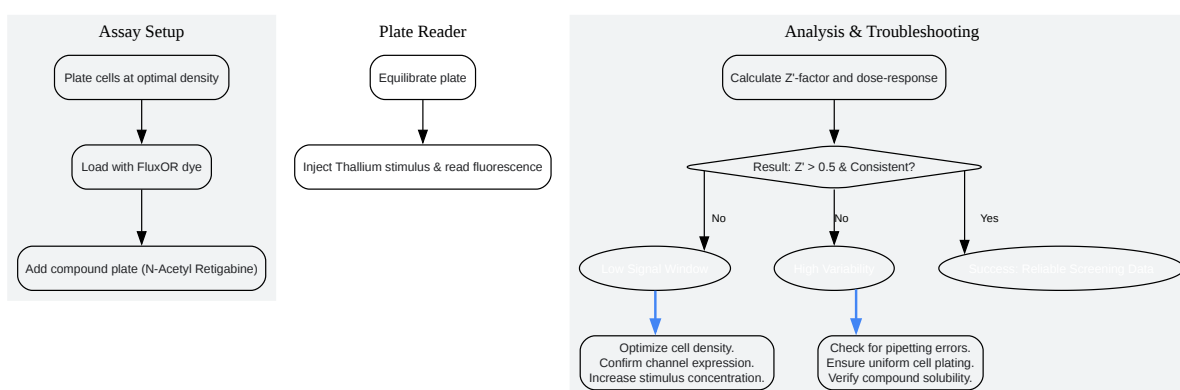 Assay Setup
Plate cells at optimal density
Load with FluxOR dye
Add compound plate (N-Acetyl Retigabine)
Plate Reader
Equilibrate plate
Inject Thallium stimulus & read fluorescence
Analysis & Troubleshooting
Calculate Z'-factor and dose-response
Result: Z' > 0.5 & Consistent?
No
No
Yes
Low Signal Window
High Variability
Success: Reliable Screening Data
Optimize cell density.
Confirm channel expression.
Increase stimulus concentration.
Check for pipetting errors.
Ensure uniform cell plating.
Verify compound solubility.